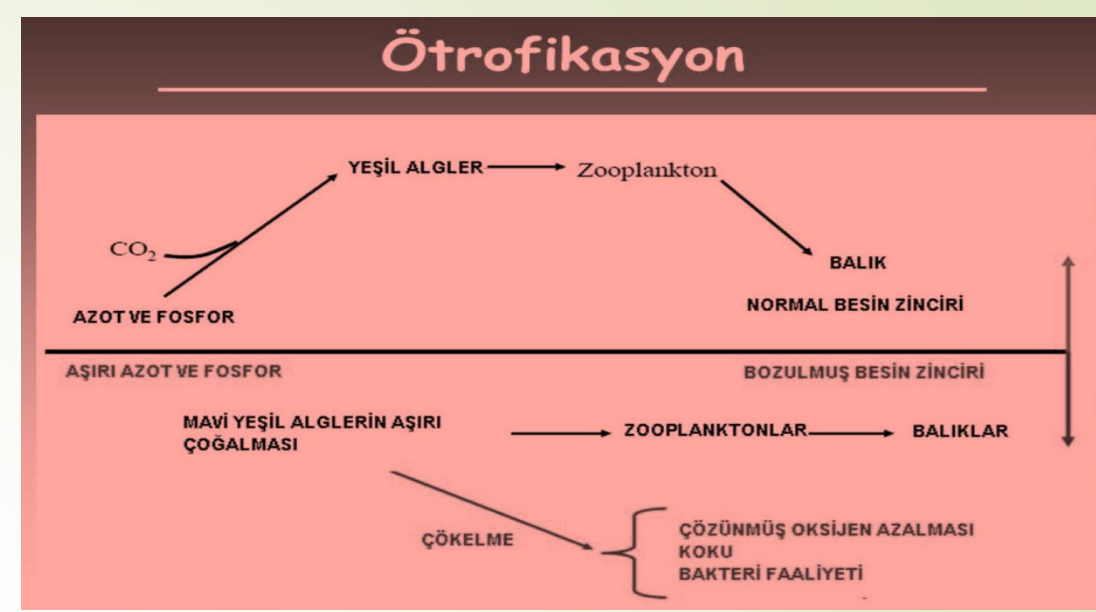 Ötrofikasyon
YEŞİL ALGLER
Zooplankton
CO₂
BALIK
AZOT VE FOSFOR
NORMAL BESİN ZİNCİRİ
AŞIRI AZOT VE FOSFOR
BOZULMUŞ BESİN ZİNCİRİ
MAVİ YEŞİL ALGLERİN AŞIRI
ÇOĞALMASI
ZOOPLANKTONLAR
BALIKLAR
ÇÖKELME
ÇÖZÜNMÜŞ OKSİJEN AZALMASI
KOKU
BAKTERİ FAALİYETİ